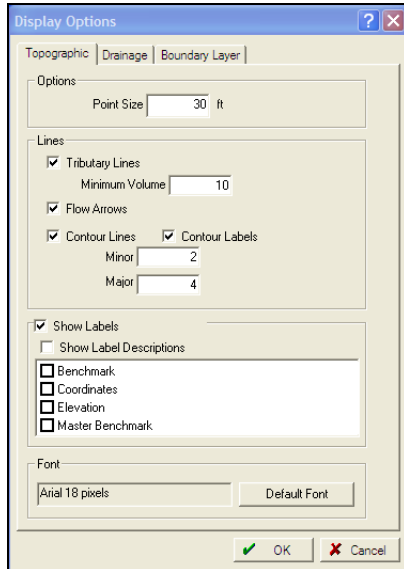 Display Options
Topographic Drainage Boundary Layer
Options
Point Size 30 ft
Lines
Tributary Lines
Minimum Volume 10
Flow Arrows
Contour Lines Contour Labels
Minor 2
Major 4
Show Labels
Show Label Descriptions
Benchmark
Coordinates
Elevation
Master Benchmark
Font
Arial 18 pixels Default Font
OK Cancel